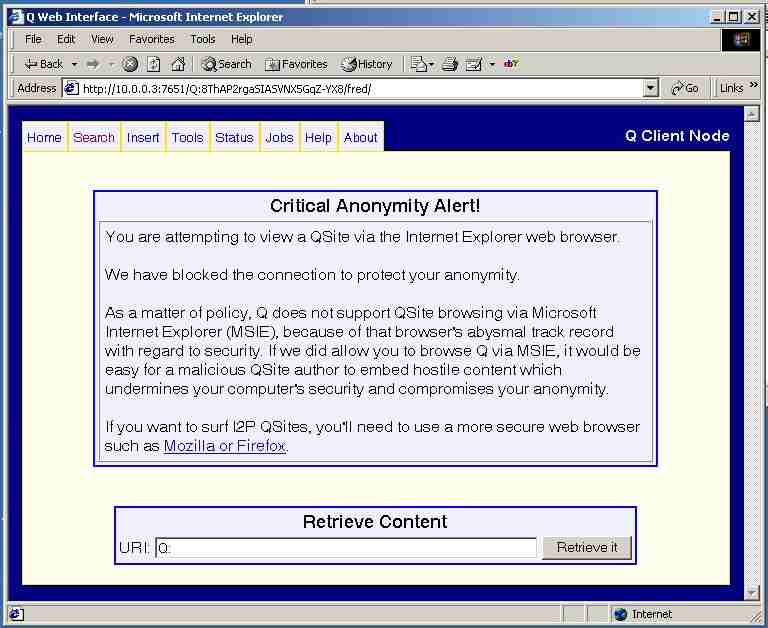 Q Web Interface - Microsoft Internet Explorer
File Edit View Favorites Tools Help
Back Search Favorites History
Address http://10.0.0.3:7651/Q:8ThAP2rgaSIASVNX5GqZ-YX8/fred/ Go Links »
Home Search Insert Tools Status Jobs Help About Q Client Node
Critical Anonymity Alert!
You are attempting to view a QSite via the Internet Explorer web browser.
We have blocked the connection to protect your anonymity.
As a matter of policy, Q does not support QSite browsing via Microsoft
Internet Explorer (MSIE), because of that browser's abysmal track record
with regard to security. If we did allow you to browse Q via MSIE, it would be
easy for a malicious QSite author to embed hostile content which
undermines your computer's security and compromises your anonymity.
If you want to surf I2P QSites, you'll need to use a more secure web browser
such as Mozilla or Firefox.
Retrieve Content
URI: Q: Retrieve it
Internet